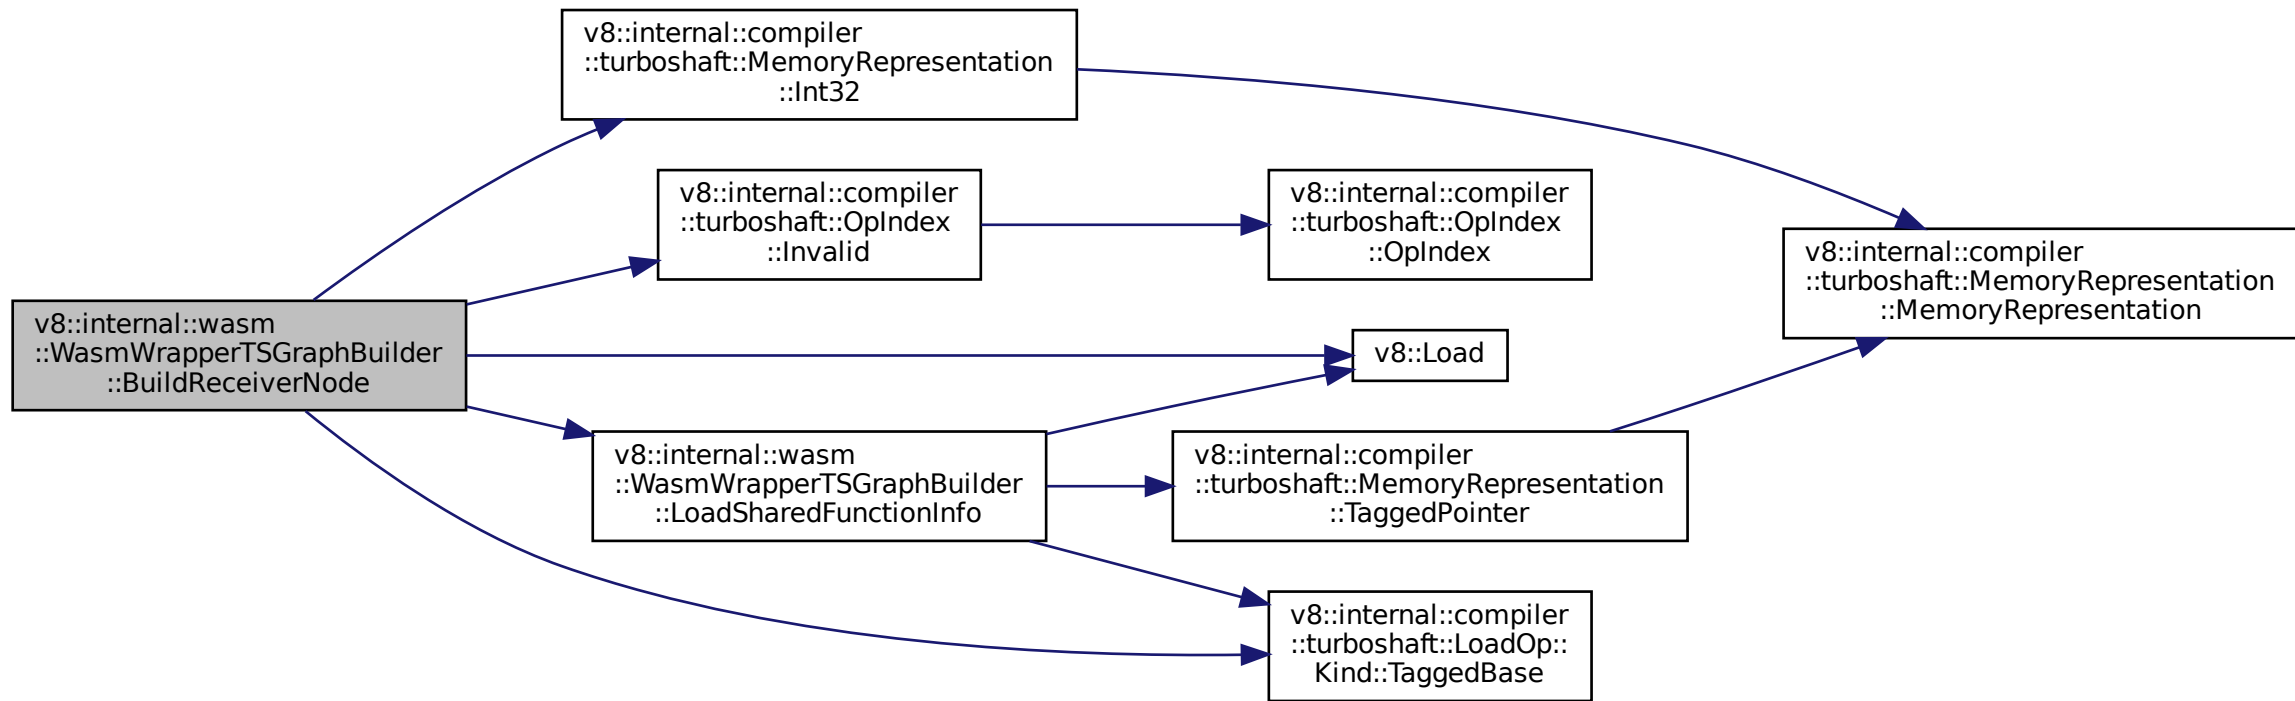 v8::internal::wasm
::WasmWrapperTSGraphBuilder
::BuildReceiverNode
v8::internal::compiler
::turboshaft::MemoryRepresentation
::Int32
v8::internal::compiler
::turboshaft::OpIndex
::Invalid
v8::internal::compiler
::turboshaft::OpIndex
::OpIndex
v8::Load
v8::internal::wasm
::WasmWrapperTSGraphBuilder
::LoadSharedFunctionInfo
v8::internal::compiler
::turboshaft::MemoryRepresentation
::TaggedPointer
v8::internal::compiler
::turboshaft::LoadOp::
Kind::TaggedBase
v8::internal::compiler
::turboshaft::MemoryRepresentation
::MemoryRepresentation